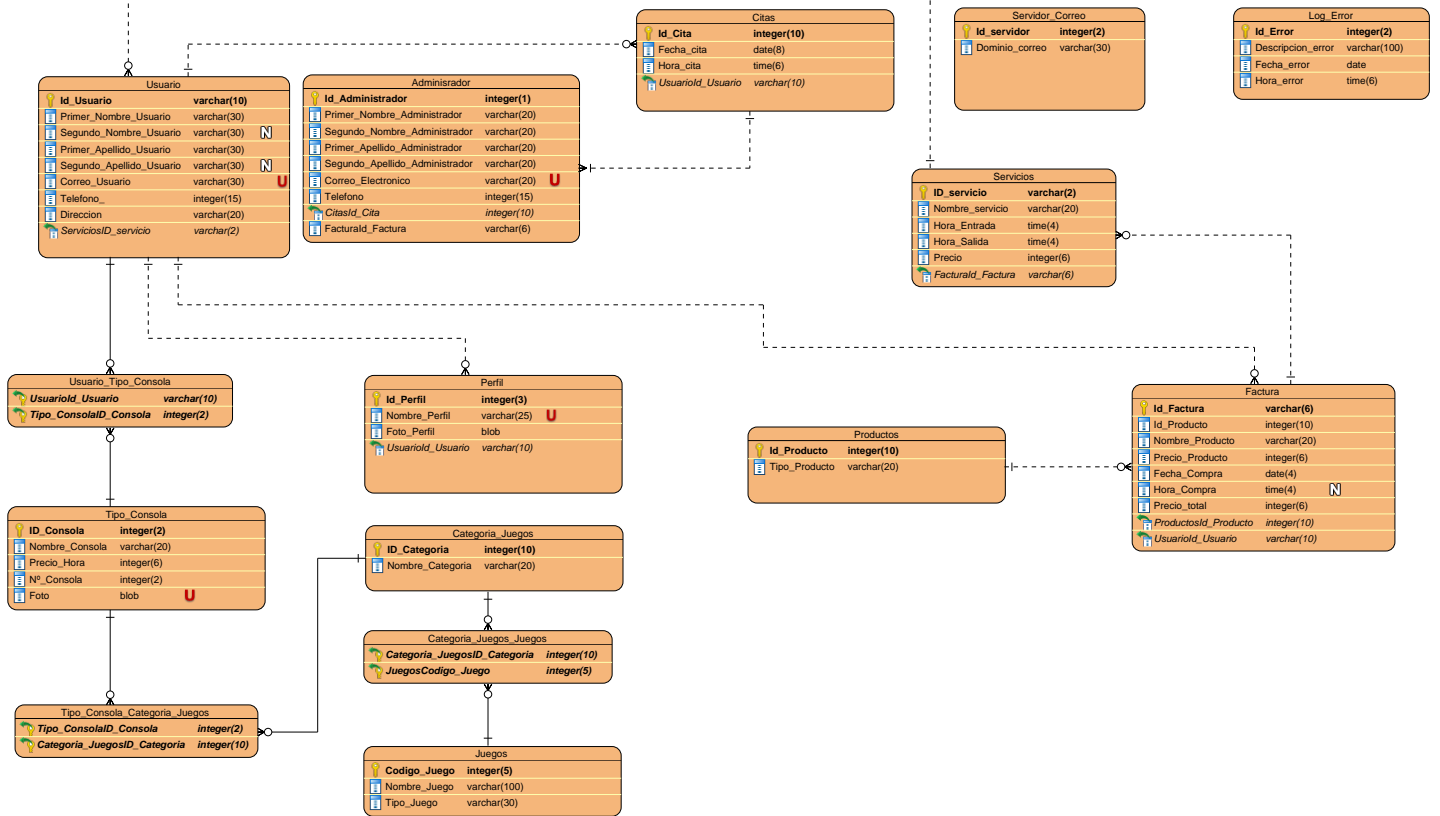 Citas
Id_Cita integer(10)
Fecha_cita date(8)
Hora_cita time(6)
UsuarioId_Usuario varchar(10)
Servidor_Correo
Id_servidor integer(2)
Dominio_correo varchar(30)
Log_Error
Id_Error integer(2)
Descripcion_error varchar(100)
Fecha_error date
Hora_error time(6)
Usuario
Id_Usuario varchar(10)
Primer_Nombre_Usuario varchar(30)
Segundo_Nombre_Usuario varchar(30) N
Primer_Apellido_Usuario varchar(30)
Segundo_Apellido_Usuario varchar(30) N
Correo_Usuario varchar(30) U
Telefono_ integer(15)
Direccion varchar(20)
ServiciosID_servicio varchar(2)
Adminisrador
Id_Administrador integer(1)
Primer_Nombre_Administrador varchar(20)
Segundo_Nombre_Administrador varchar(20)
Primer_Apellido_Administrador varchar(20)
Segundo_Apellido_Administrador varchar(20)
Correo_Electronico varchar(20) U
Telefono integer(15)
CitasId_Cita integer(10)
FacturaId_Factura varchar(6)
Servicios
ID_servicio varchar(2)
Nombre_servicio varchar(20)
Hora_Entrada time(4)
Hora_Salida time(4)
Precio integer(6)
FacturaId_Factura varchar(6)
Usuario_Tipo_Consola
UsuarioId_Usuario varchar(10)
Tipo_ConsolaID_Consola integer(2)
Perfil
Id_Perfil integer(3)
Nombre_Perfil varchar(25) U
Foto_Perfil blob
UsuarioId_Usuario varchar(10)
Productos
Id_Producto integer(10)
Tipo_Producto varchar(20)
Factura
Id_Factura varchar(6)
Id_Producto integer(10)
Nombre_Producto varchar(20)
Precio_Producto integer(6)
Fecha_Compra date(4)
Hora_Compra time(4) N
Precio_total integer(6)
ProductosId_Producto integer(10)
UsuarioId_Usuario varchar(10)
Tipo_Consola
ID_Consola integer(2)
Nombre_Consola varchar(20)
Precio_Hora integer(6)
Nº_Consola integer(2)
Foto blob U
Categoria_Juegos
ID_Categoria integer(10)
Nombre_Categoria varchar(20)
Categoria_Juegos_Juegos
Categoria_JuegosID_Categoria integer(10)
JuegosCodigo_Juego integer(5)
Tipo_Consola_Categoria_Juegos
Tipo_ConsolaID_Consola integer(2)
Categoria_JuegosID_Categoria integer(10)
Juegos
Codigo_Juego integer(5)
Nombre_Juego varchar(100)
Tipo_Juego varchar(30)